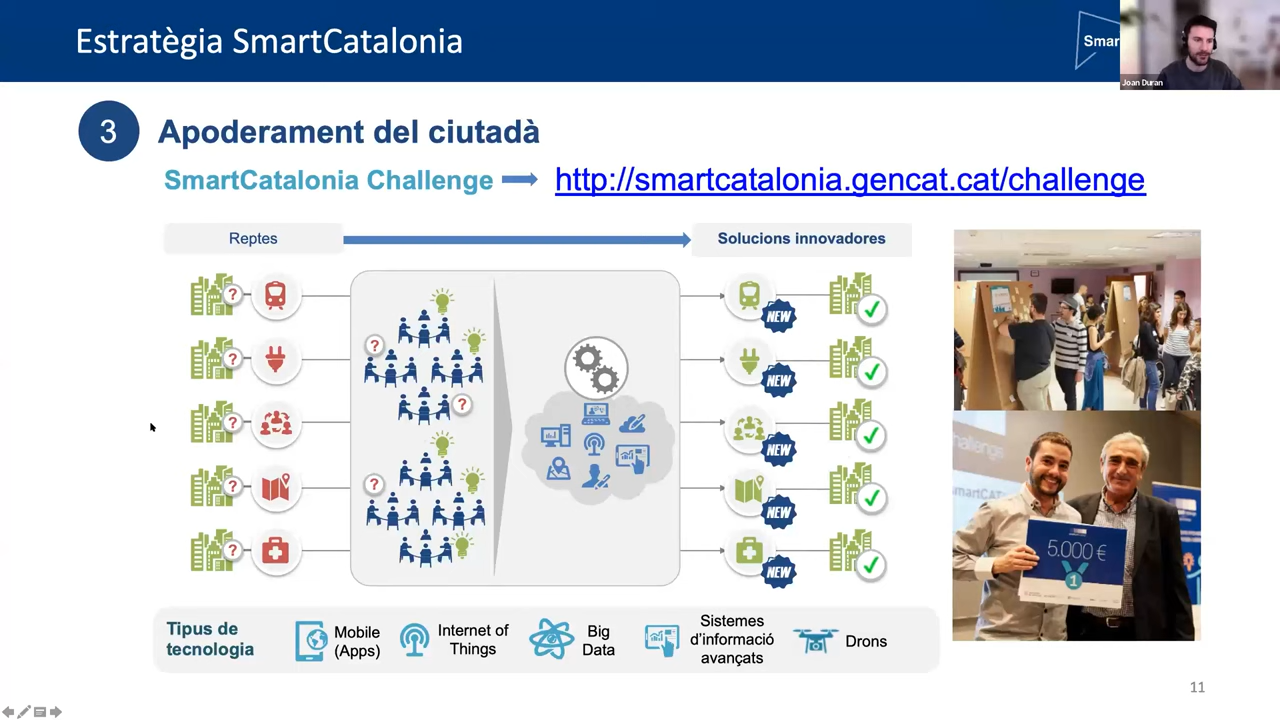 Estratègia SmartCatalonia
Smar
Joan Duran
3
Apoderament del ciutadà
SmartCatalonia Challenge
http://smartcatalonia.gencat.cat/challenge
Reptes
Solucions innovadores
?
NEW
?
?
NEW
?
?
NEW
?
?
NEW
?
NEW
challenge
SmartCAT
5.000 €
1
Tipus de
tecnologia
Mobile
(Apps)
Internet of
Things
Big
Data
Sistemes
d'informació
avançats
Drons
11